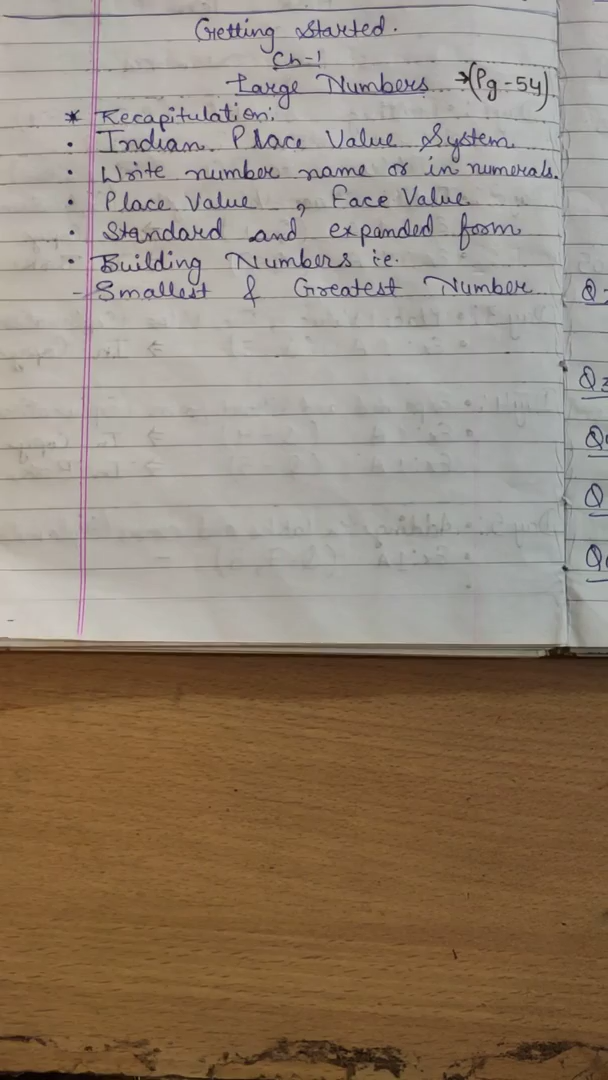 Getting Started.
Ch-1
Large Numbers → (Pg-54)
* Recapitulation:
• Indian Place Value System
• Write number name or in numerals.
• Place Value, Face Value
• Standard and expanded form
• Building Numbers i.e.
- Smallest & Greatest Number